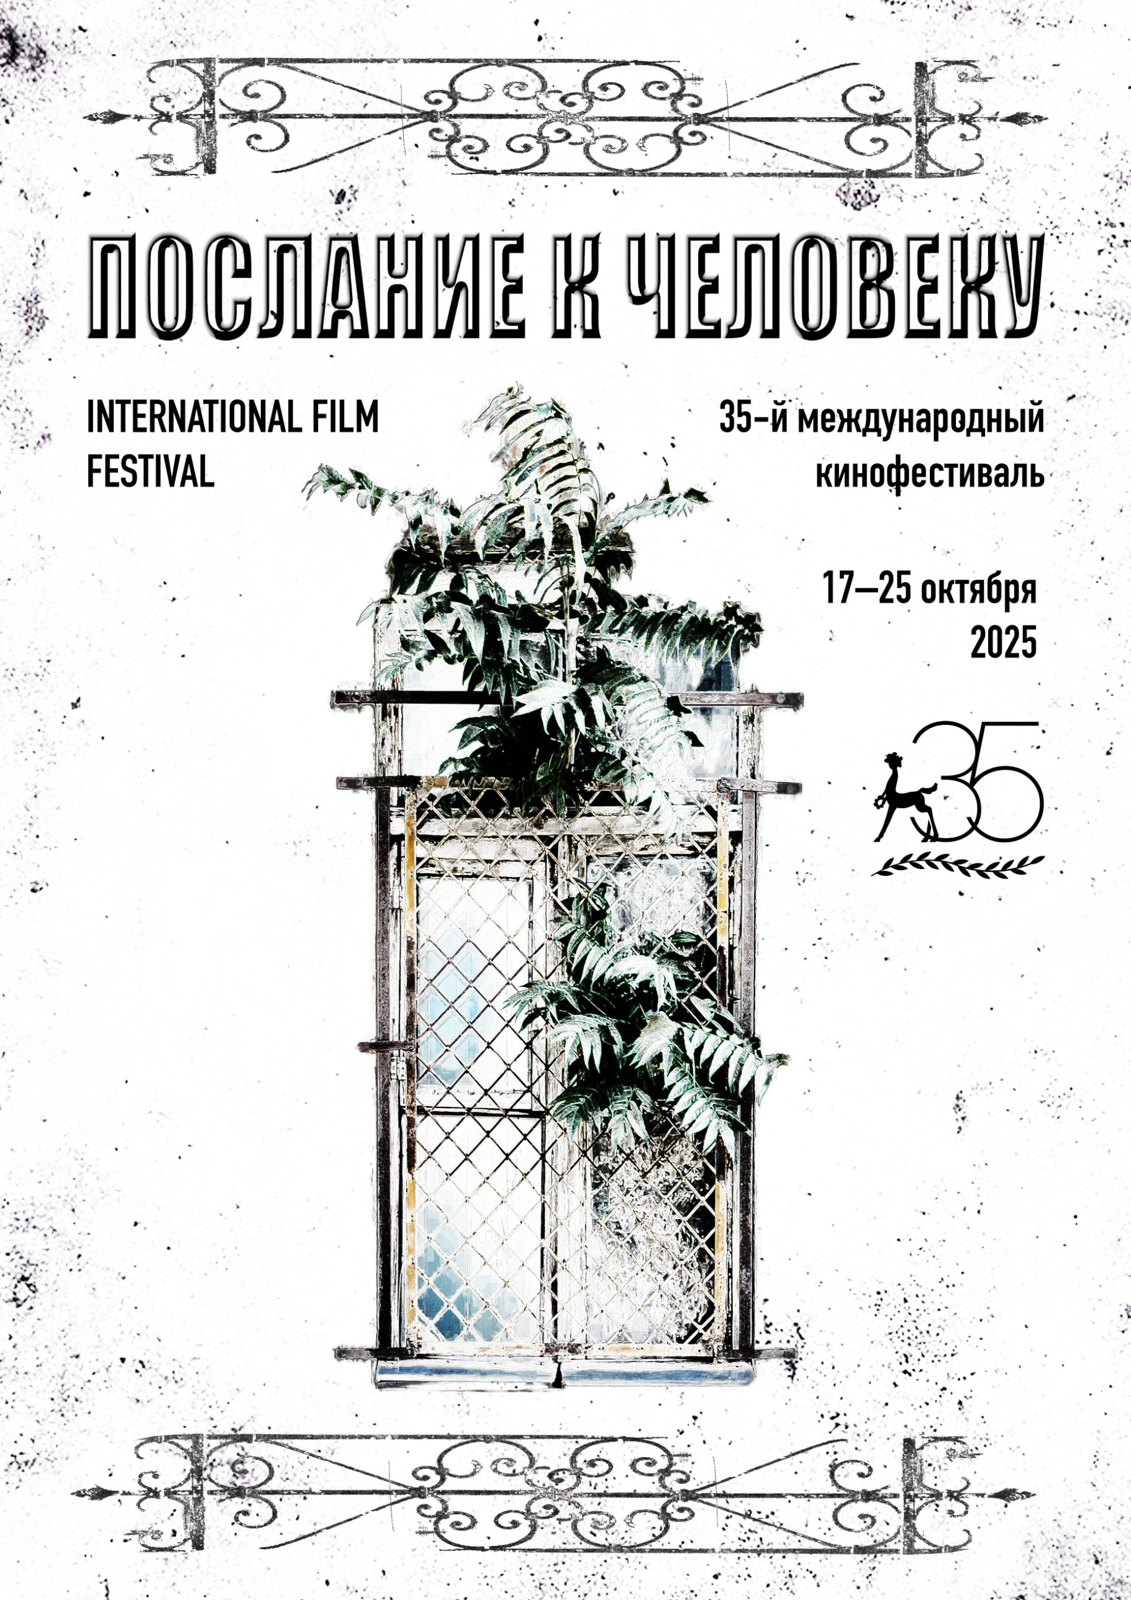 ПОСЛАНИЕ К ЧЕЛОВЕКУ
INTERNATIONAL FILM
FESTIVAL
35-й международный
кинофестиваль
17—25 октября
2025
35